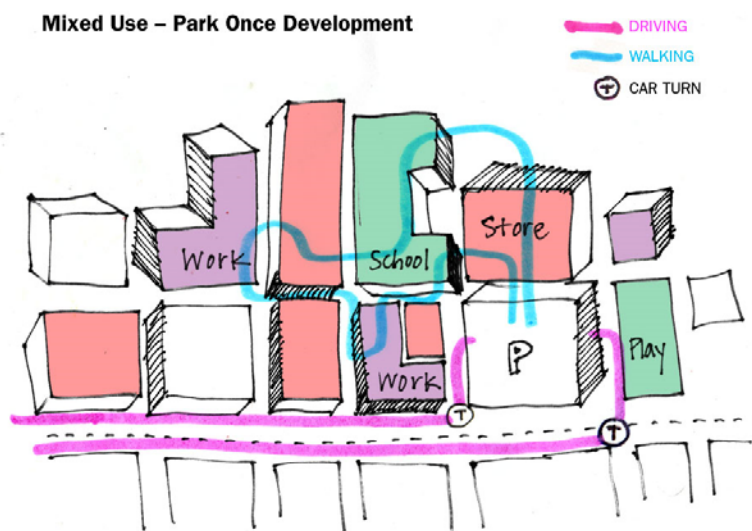 Mixed Use – Park Once Development
DRIVING
WALKING
T CAR TURN
Store
Work
School
P
Play
Work
T
T